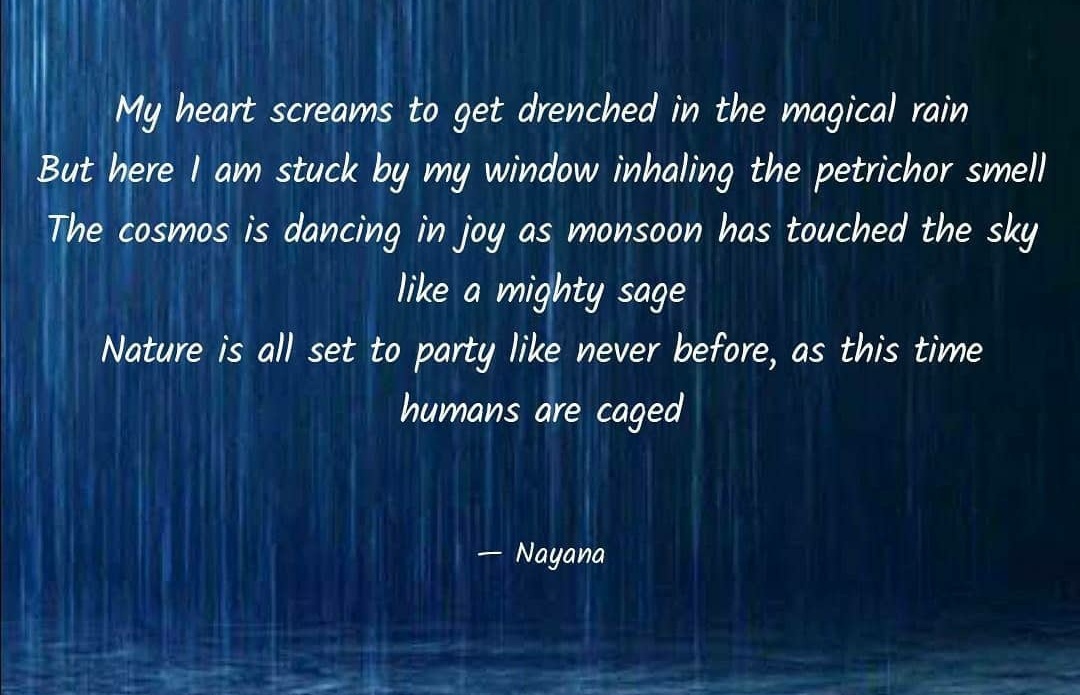 My heart screams to get drenched in the magical rain
But here I am stuck by my window inhaling the petrichor smell
The cosmos is dancing in joy as monsoon has touched the sky
like a mighty sage
Nature is all set to party like never before, as this time
humans are caged
— Nayana